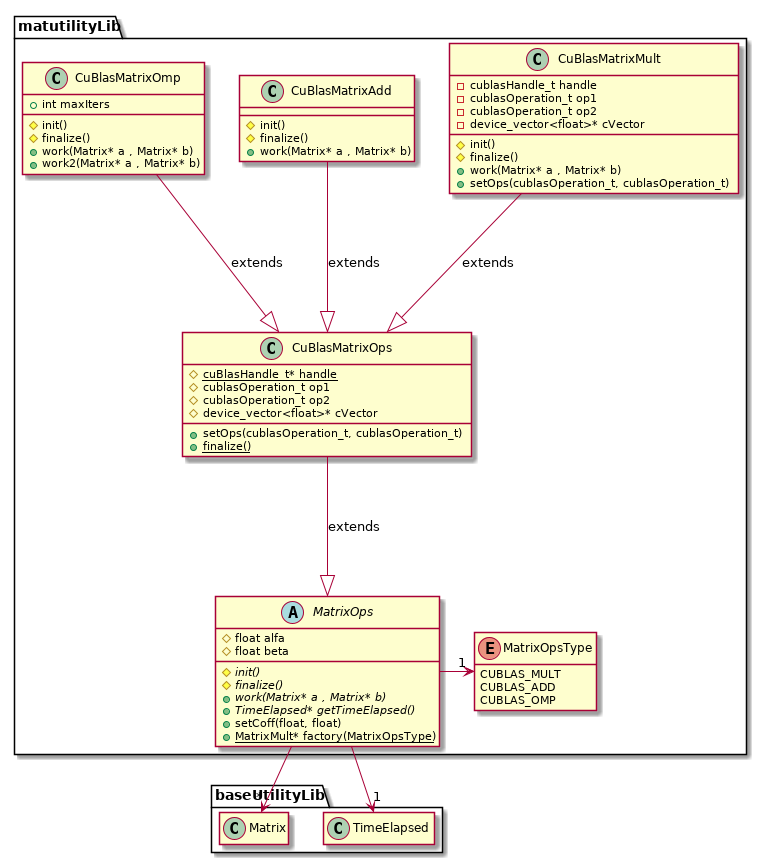 matutilityLib
C CuBlasMatrixOmp
int maxIters
init()
finalize()
work(Matrix* a , Matrix* b)
work2(Matrix* a , Matrix* b)
C CuBlasMatrixAdd
init()
finalize()
work(Matrix* a , Matrix* b)
C CuBlasMatrixMult
cublasHandle_t handle
cublasOperation_t op1
cublasOperation_t op2
device_vector<float>* cVector
init()
finalize()
work(Matrix* a , Matrix* b)
setOps(cublasOperation_t, cublasOperation_t)
extends
extends
extends
C CuBlasMatrixOps
cuBlasHandle_t* handle
cublasOperation_t op1
cublasOperation_t op2
device_vector<float>* cVector
setOps(cublasOperation_t, cublasOperation_t)
finalize()
extends
A MatrixOps
float alfa
float beta
init()
finalize()
work(Matrix* a , Matrix* b)
TimeElapsed* getTimeElapsed()
setCoff(float, float)
MatrixMult* factory(MatrixOpsType)
1
E MatrixOpsType
CUBLAS_MULT
CUBLAS_ADD
CUBLAS_OMP
baseUtilityLib
1
C Matrix
C TimeElapsed